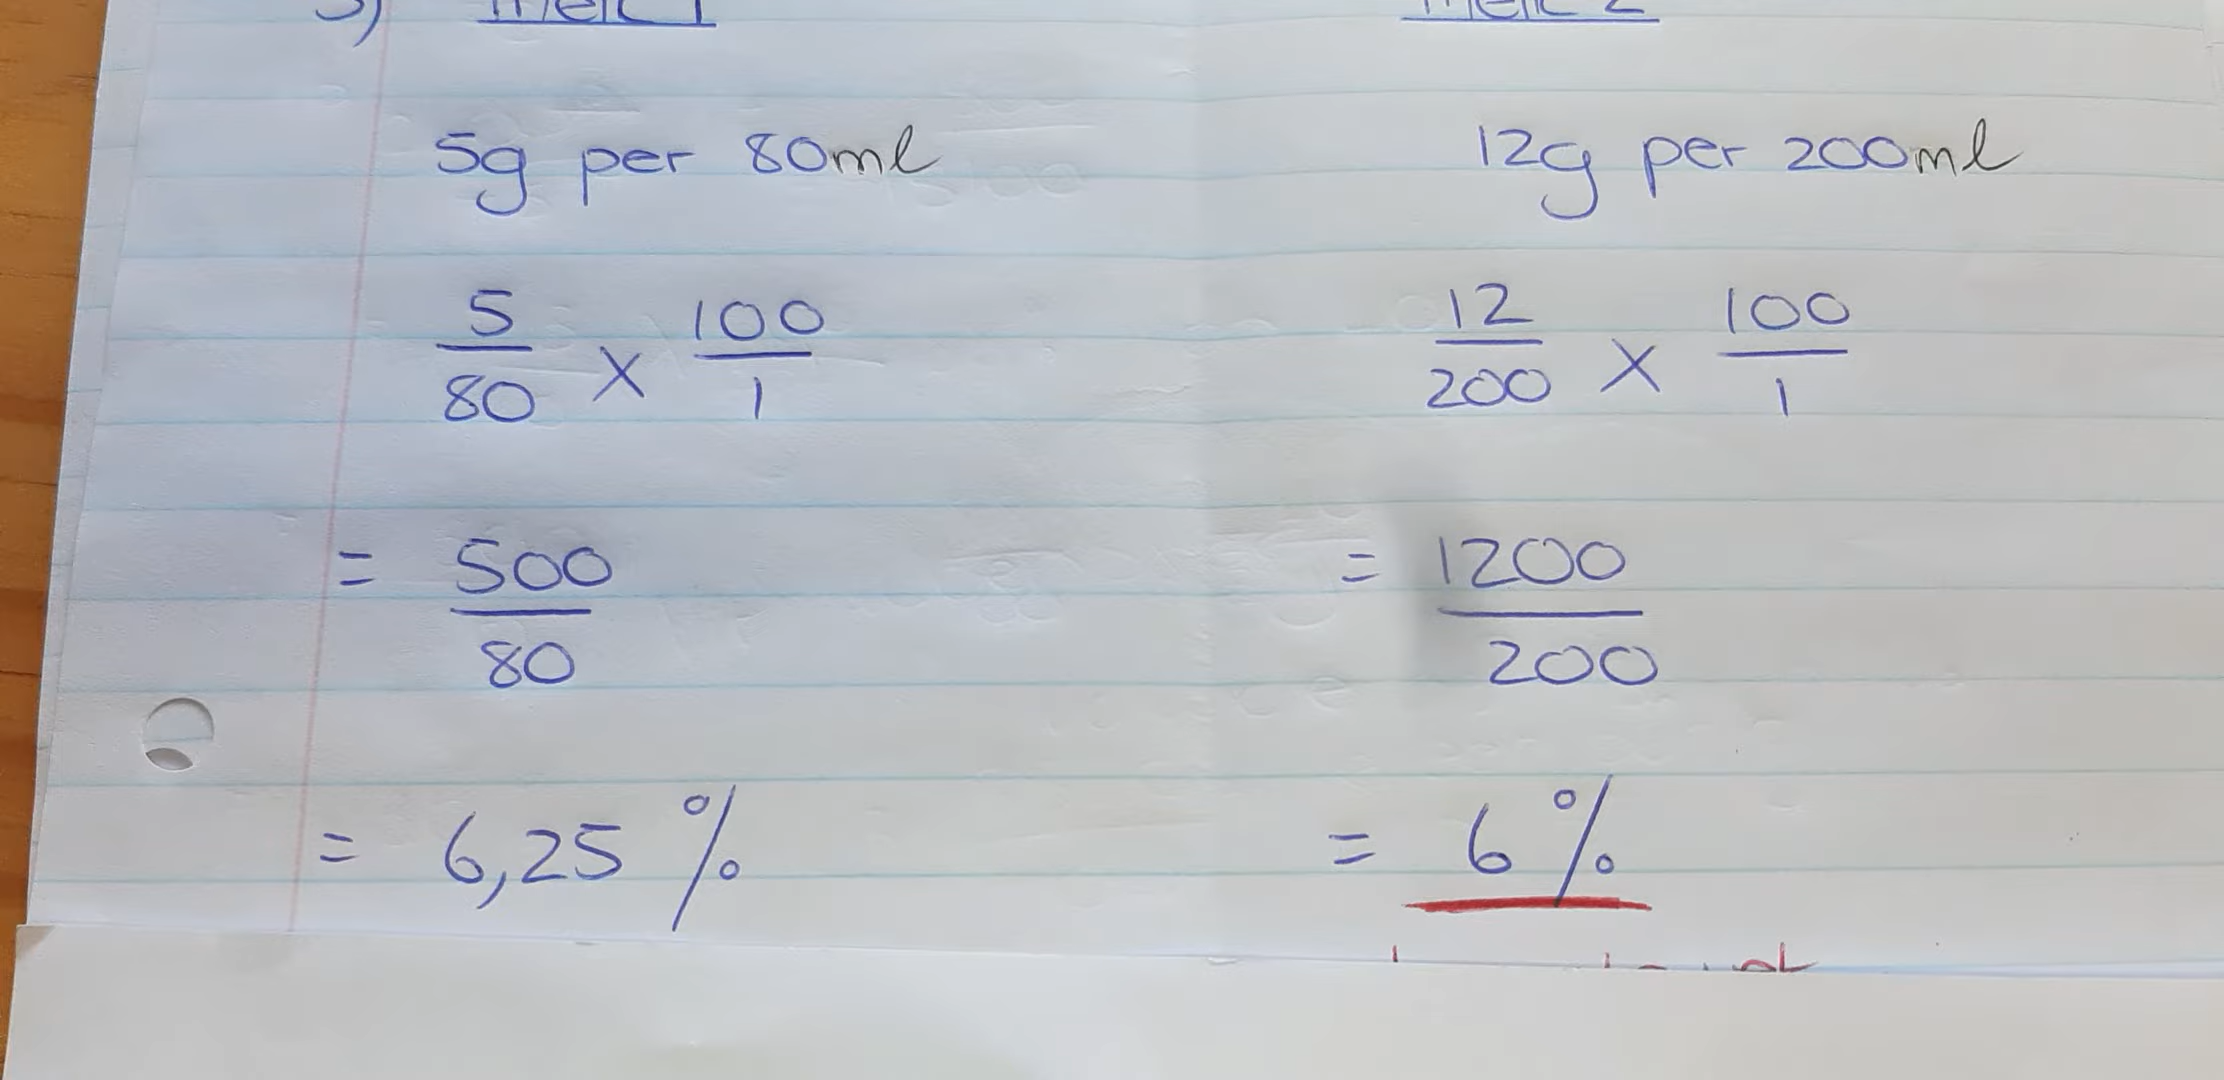 5g per 80ml
5/80 x 100/1
= 500/80
= 6,25 %
12g per 200ml
12/200 x 100/1
= 1200/200
= 6%